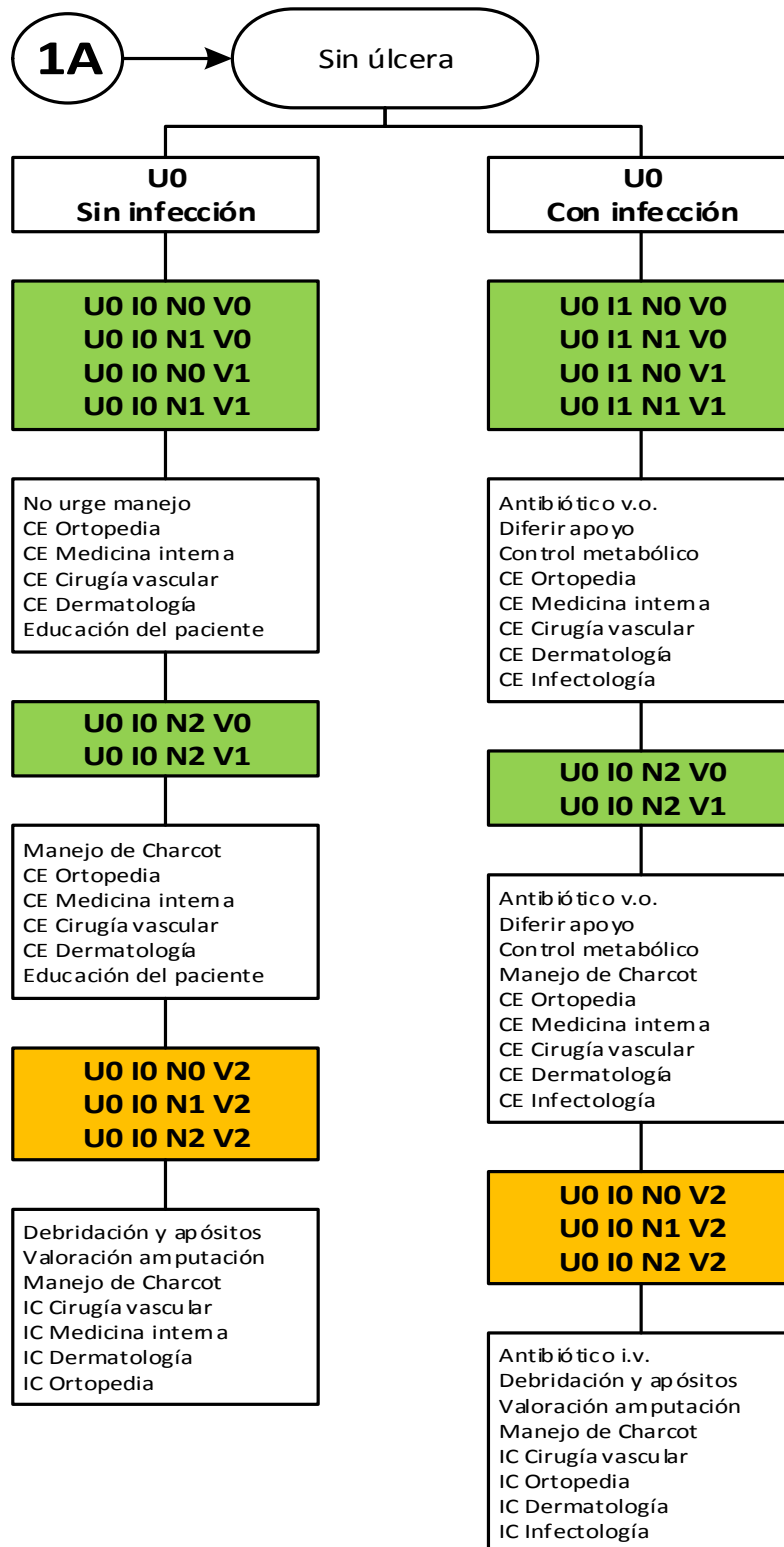 1A
Sin úlcera
U0
Sin infección
U0 I0 N0 V0
U0 I0 N1 V0
U0 I0 N0 V1
U0 I0 N1 V1
No urge manejo
CE Ortopedia
CE Medicina interna
CE Cirugía vascular
CE Dermatología
Educación del paciente
U0 I0 N2 V0
U0 I0 N2 V1
Manejo de Charcot
CE Ortopedia
CE Medicina interna
CE Cirugía vascular
CE Dermatología
Educación del paciente
U0 I0 N0 V2
U0 I0 N1 V2
U0 I0 N2 V2
Debridación y apósitos
Valoración amputación
Manejo de Charcot
IC Cirugía vascular
IC Medicina interna
IC Dermatología
IC Ortopedia
U0
Con infección
U0 I1 N0 V0
U0 I1 N1 V0
U0 I1 N0 V1
U0 I1 N1 V1
Antibiótico v.o.
Diferir apoyo
Control metabólico
CE Ortopedia
CE Medicina interna
CE Cirugía vascular
CE Dermatología
CE Infectología
U0 I0 N2 V0
U0 I0 N2 V1
Antibiótico v.o.
Diferir apoyo
Control metabólico
Manejo de Charcot
CE Ortopedia
CE Medicina interna
CE Cirugía vascular
CE Dermatología
CE Infectología
U0 I0 N0 V2
U0 I0 N1 V2
U0 I0 N2 V2
Antibiótico i.v.
Debridación y apósitos
Valoración amputación
Manejo de Charcot
IC Cirugía vascular
IC Ortopedia
IC Dermatología
IC Infectología